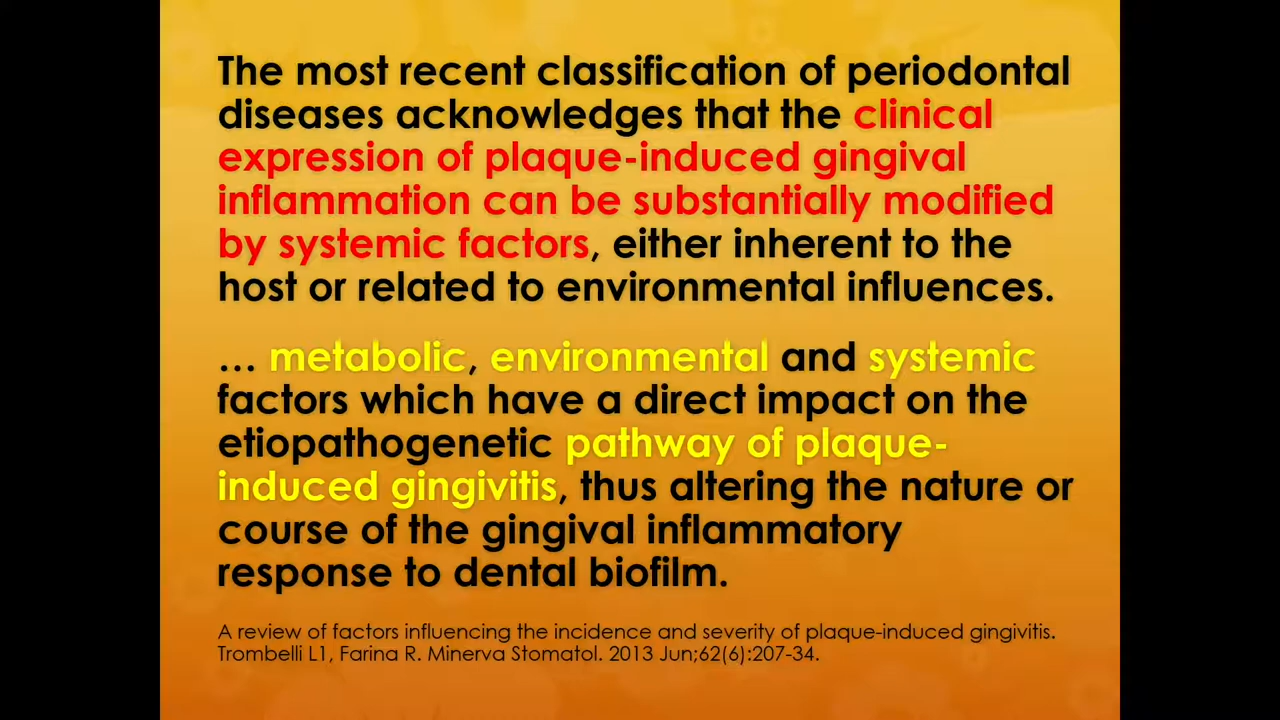 The most recent classification of periodontal
diseases acknowledges that the clinical
expression of plaque-induced gingival
inflammation can be substantially modified
by systemic factors, either inherent to the
host or related to environmental influences.
... metabolic, environmental and systemic
factors which have a direct impact on the
etiopathogenetic pathway of plaque-
induced gingivitis, thus altering the nature or
course of the gingival inflammatory
response to dental biofilm.
A review of factors influencing the incidence and severity of plaque-induced gingivitis.
Trombelli L1, Farina R. Minerva Stomatol. 2013 Jun;62(6):207-34.